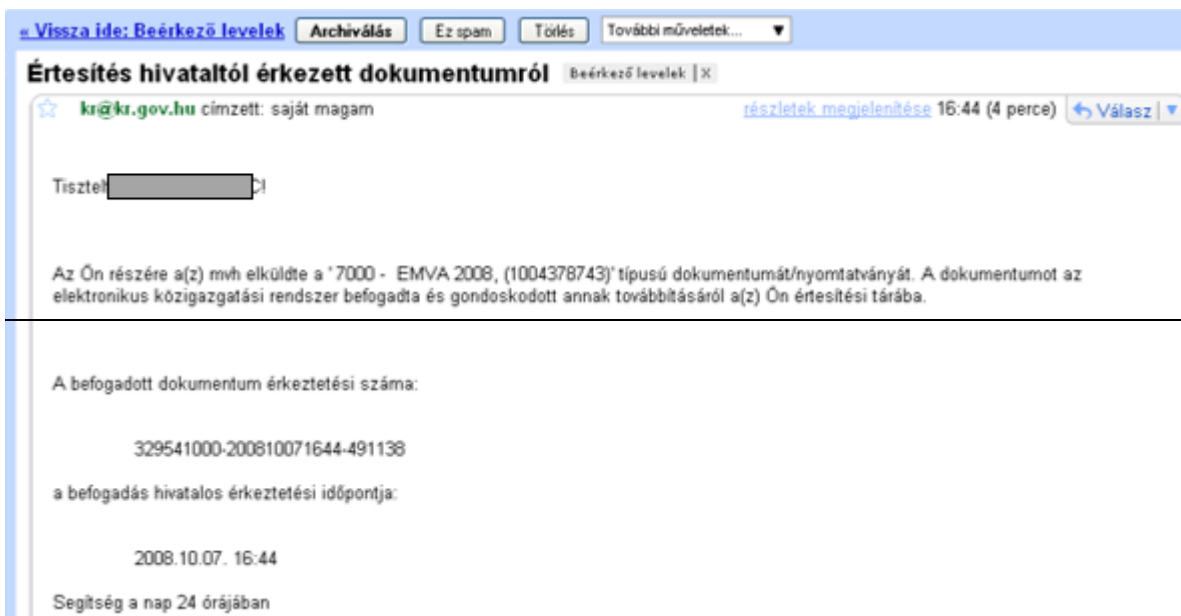 « Vissza ide: Beérkező levelek Archiválás Ez spam Törlés További műveletek... ▼
Értesítés hivataltól érkezett dokumentumról Beérkező levelek | X
kr@kr.gov.hu címzett: saját magam részletek megjelenítése 16:44 (4 perce) Válasz | ▼
Tisztelt C!
Az Ön részére a(z) mvh elküldte a '7000 - EMVA 2008, (1004378743)' típusú dokumentumát/nyomtatványát. A dokumentumot az
elektronikus közigazgatási rendszer befogadta és gondoskodott annak továbbításáról a(z) Ön értesítési tárába.
A befogadott dokumentum érkeztetési száma:
329541000-200810071644-491138
a befogadás hivatalos érkeztetési időpontja:
2008.10.07. 16:44
Segítség a nap 24 órájában